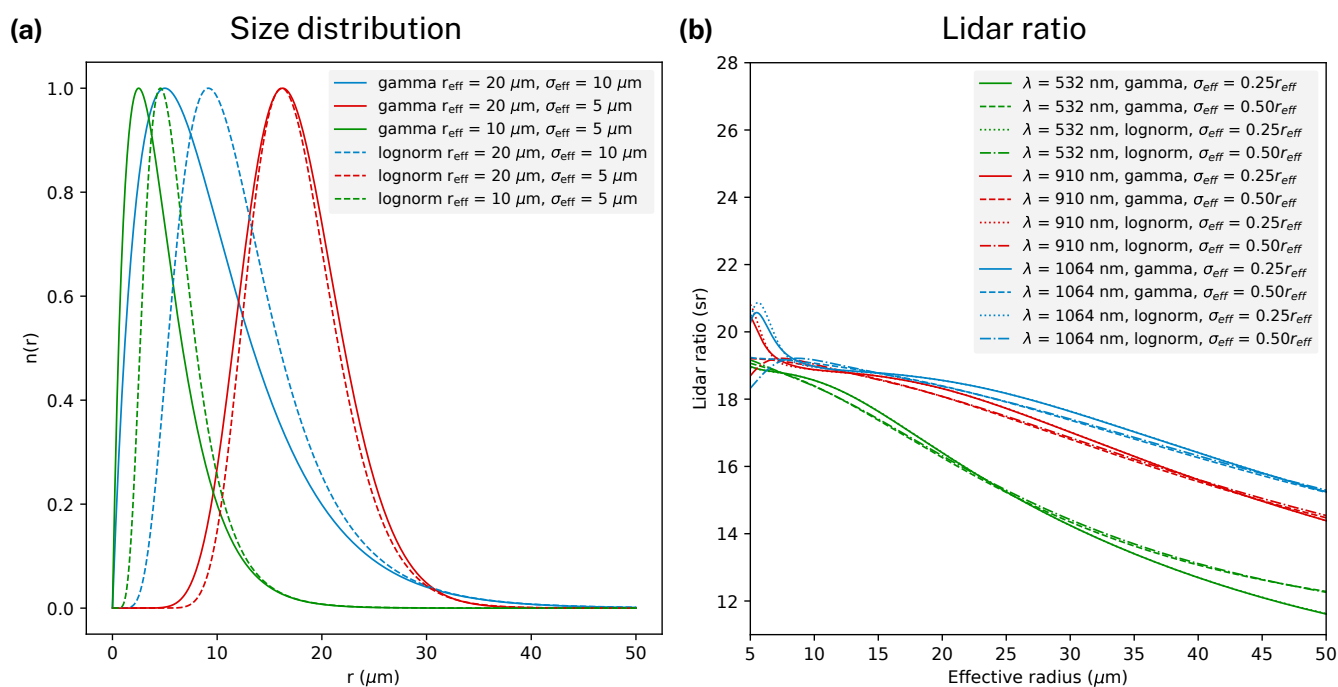 (a)
Size distribution
gamma r_eff = 20 μm, σ_eff = 10 μm
gamma r_eff = 20 μm, σ_eff = 5 μm
gamma r_eff = 10 μm, σ_eff = 5 μm
lognorm r_eff = 20 μm, σ_eff = 10 μm
lognorm r_eff = 20 μm, σ_eff = 5 μm
lognorm r_eff = 10 μm, σ_eff = 5 μm
n(r)
1.0
0.8
0.6
0.4
0.2
0.0
0 10 20 30 40 50
r (μm)
(b)
Lidar ratio
λ = 532 nm, gamma, σ_eff = 0.25r_eff
λ = 532 nm, gamma, σ_eff = 0.50r_eff
λ = 532 nm, lognorm, σ_eff = 0.25r_eff
λ = 532 nm, lognorm, σ_eff = 0.50r_eff
λ = 910 nm, gamma, σ_eff = 0.25r_eff
λ = 910 nm, gamma, σ_eff = 0.50r_eff
λ = 910 nm, lognorm, σ_eff = 0.25r_eff
λ = 910 nm, lognorm, σ_eff = 0.50r_eff
λ = 1064 nm, gamma, σ_eff = 0.25r_eff
λ = 1064 nm, gamma, σ_eff = 0.50r_eff
λ = 1064 nm, lognorm, σ_eff = 0.25r_eff
λ = 1064 nm, lognorm, σ_eff = 0.50r_eff
Lidar ratio (sr)
28
26
24
22
20
18
16
14
12
5 10 15 20 25 30 35 40 45 50
Effective radius (μm)